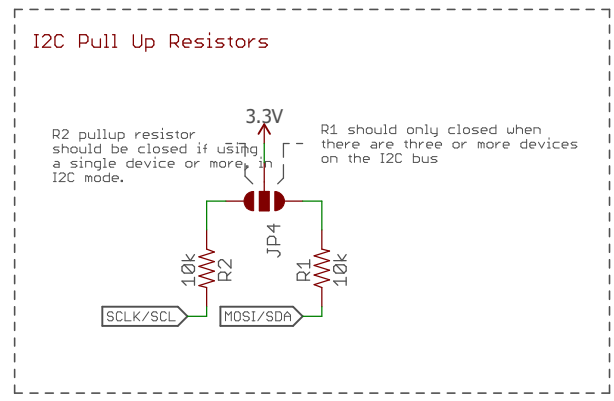 I2C Pull Up Resistors
3.3V
R2 pullup resistor
should be closed if using
a single device or more, in
I2C mode.
R1 should only closed when
there are three or more devices
on the I2C bus
JP4
10k
R2
R1
10k
SCLK/SCL
MOSI/SDA